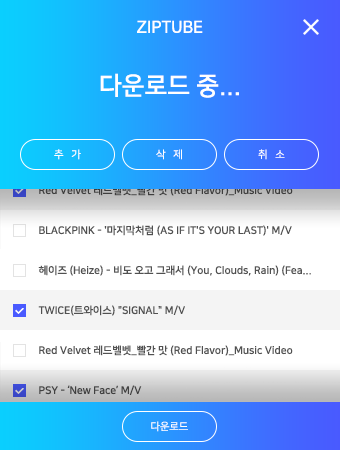 ZIPTUBE
다운로드 중...
추 가
삭 제
취 소
Red Velvet 레드벨벳_빨간 맛 (Red Flavor)_Music Video
BLACKPINK - '마지막처럼 (AS IF IT'S YOUR LAST)' M/V
헤이즈 (Heize) - 비도 오고 그래서 (You, Clouds, Rain) (Fea...
TWICE(트와이스) "SIGNAL" M/V
Red Velvet 레드벨벳_빨간 맛 (Red Flavor)_Music Video
PSY - 'New Face' M/V
다운로드